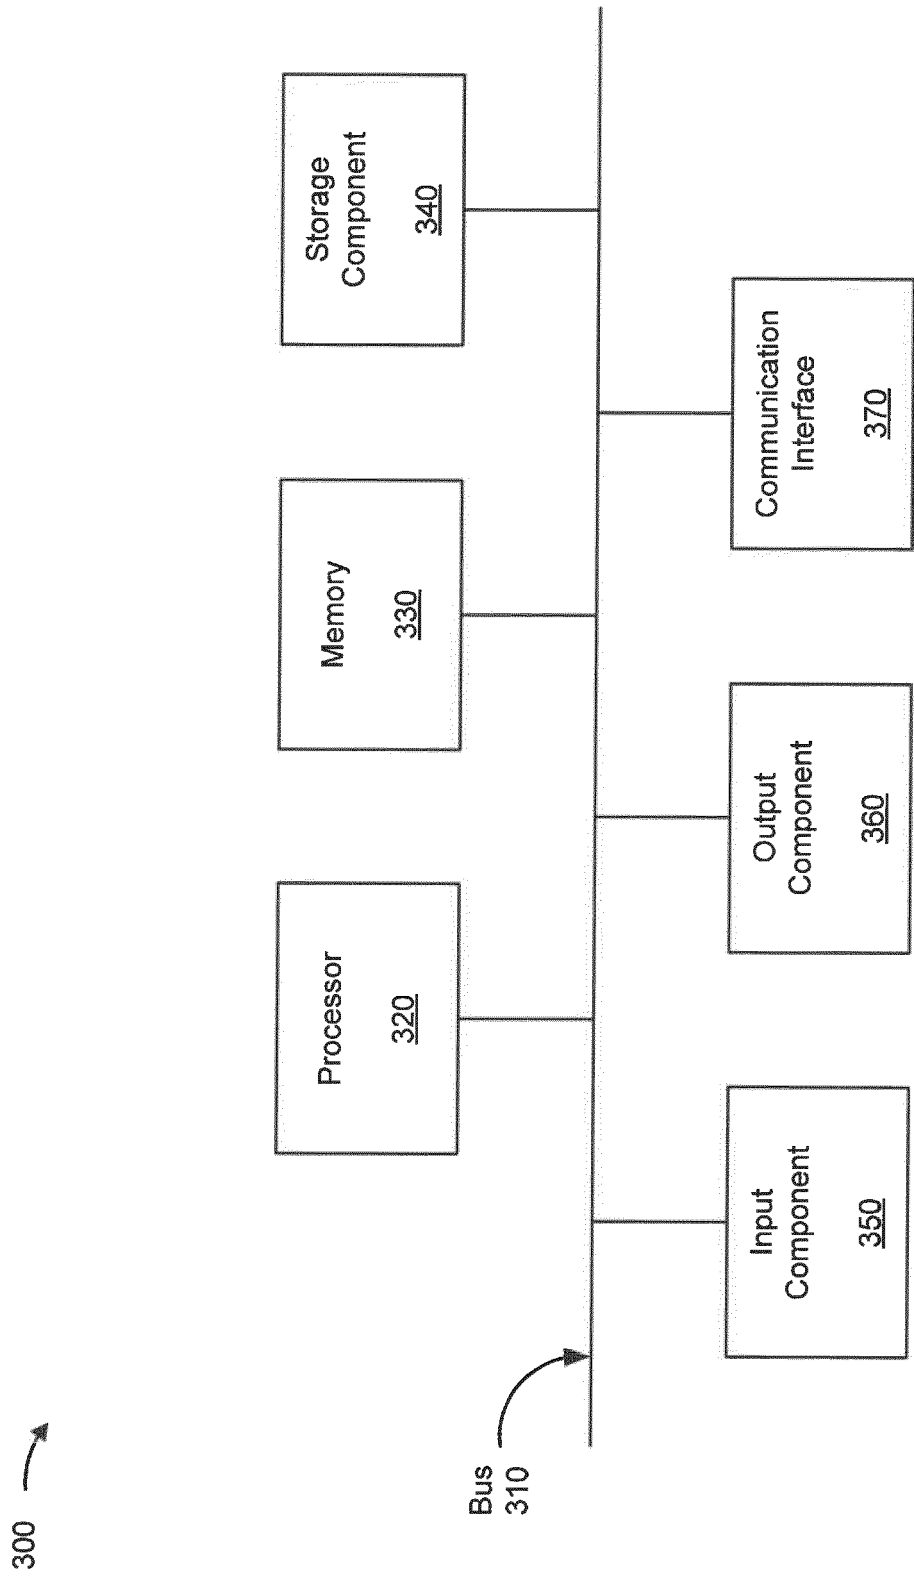 300
Bus
310
Processor
320
Memory
330
Storage
Component
340
Input
Component
350
Output
Component
360
Communication
Interface
370